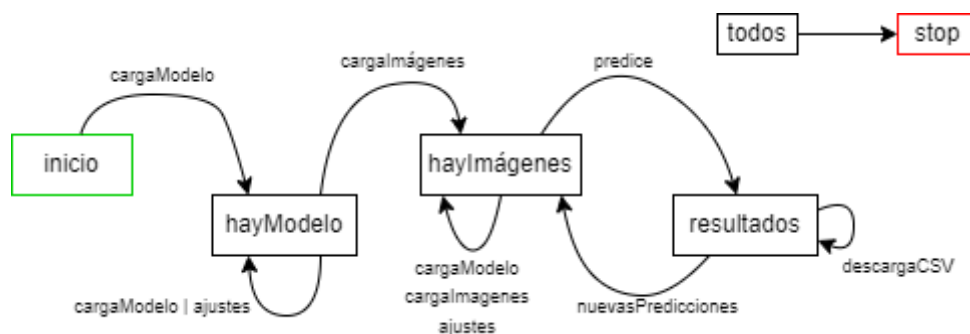 todos
stop
cargaModelo
cargaImágenes
predice
inicio
hayImágenes
hayModelo
resultados
cargaModelo | ajustes
cargaModelo
cargaImagenes
ajustes
nuevasPredicciones
descargaCSV